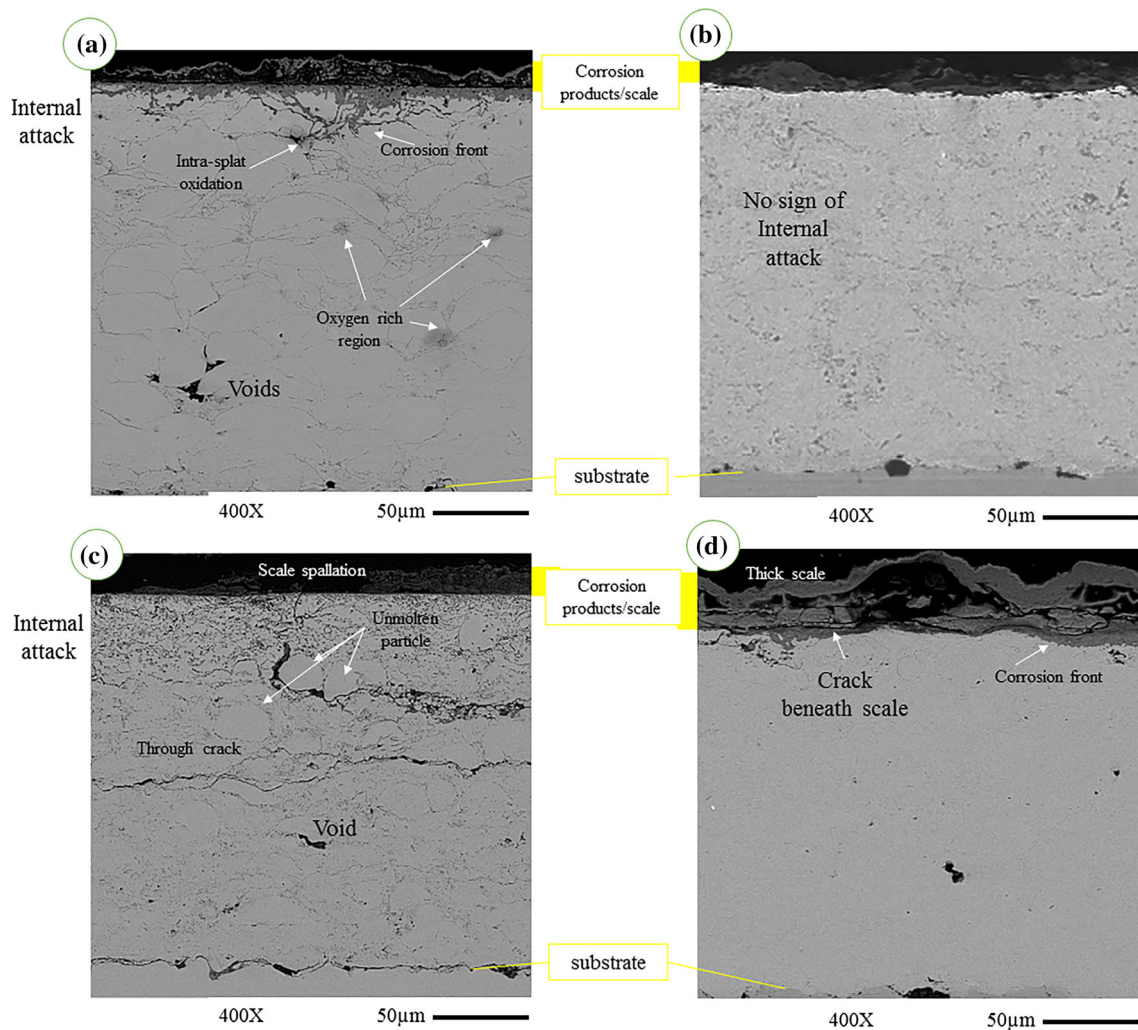 (a)
(b)
Corrosion
products/scale
Internal
attack
Intra-splat
oxidation
Corrosion front
No sign of
Internal
attack
Oxygen rich
region
Voids
substrate
400X 50μm
400X 50μm
(c)
(d)
Scale spallation
Corrosion
products/scale
Thick scale
Internal
attack
Unmolten
particle
Crack
beneath scale
Corrosion front
Through crack
Void
substrate
400X 50μm
400X 50μm